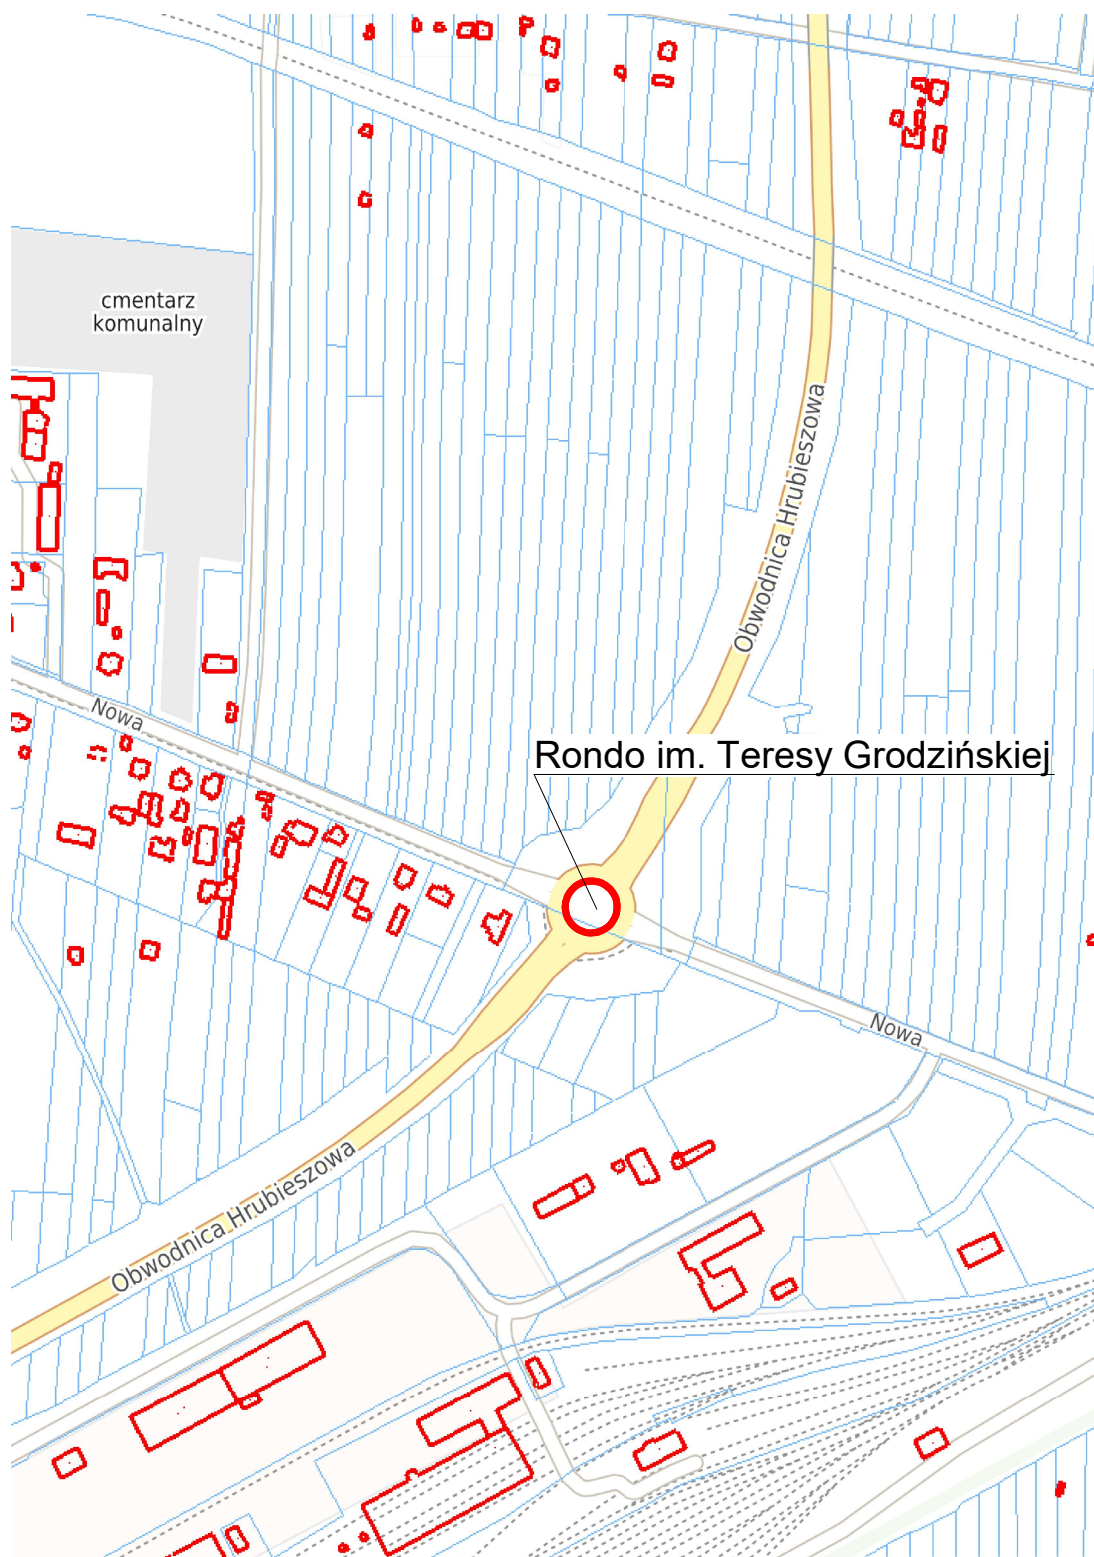 cmentarz
komunalny
Obwodnica Hrubieszowa
Nowa
Rondo im. Teresy Grodzińskiej
Nowa
Obwodnica Hrubieszowa